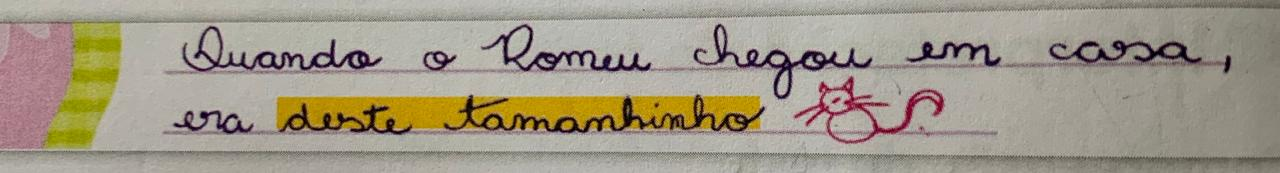 Quando o Romeu chegou em casa,
era deste tamanhinho